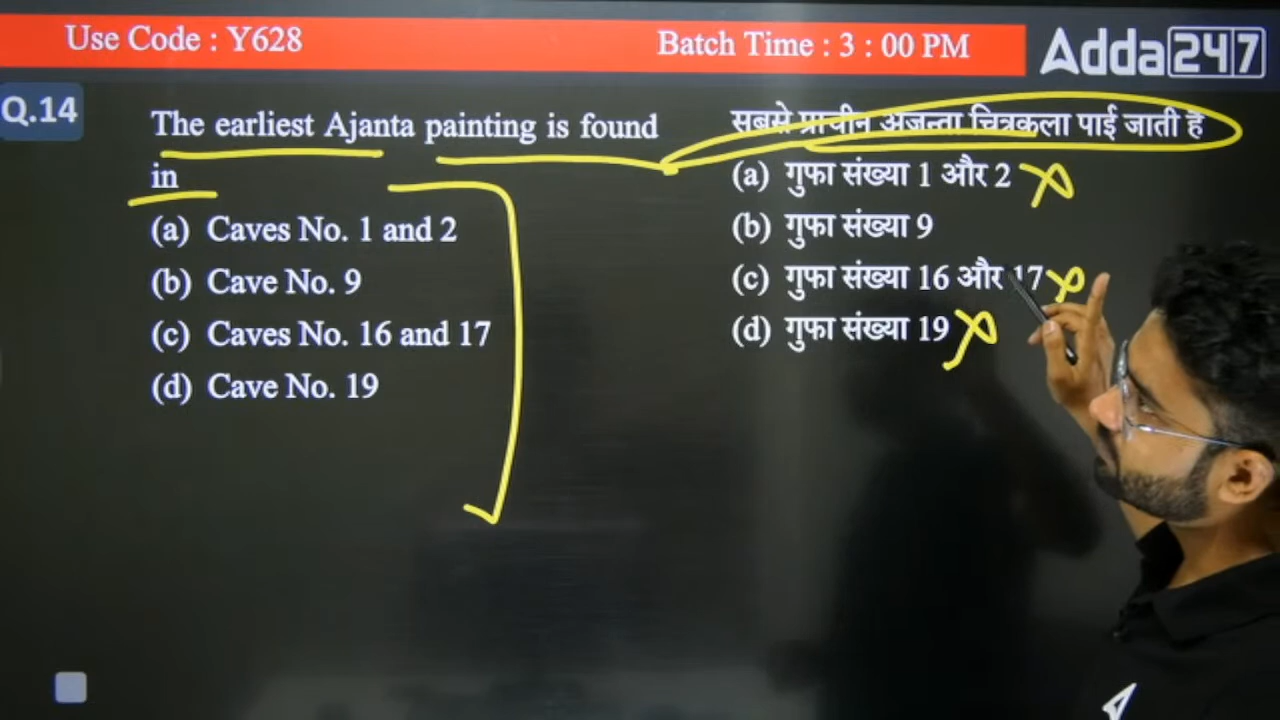 Use Code : Y628
Batch Time : 3 : 00 PM
Adda247
Q.14
The earliest Ajanta painting is found
in
(a) Caves No. 1 and 2
(b) Cave No. 9
(c) Caves No. 16 and 17
(d) Cave No. 19
सबसे प्राचीन अजन्ता चित्रकला पाई जाती है
(a) गुफा संख्या 1 और 2
(b) गुफा संख्या 9
(c) गुफा संख्या 16 और 17
(d) गुफा संख्या 19